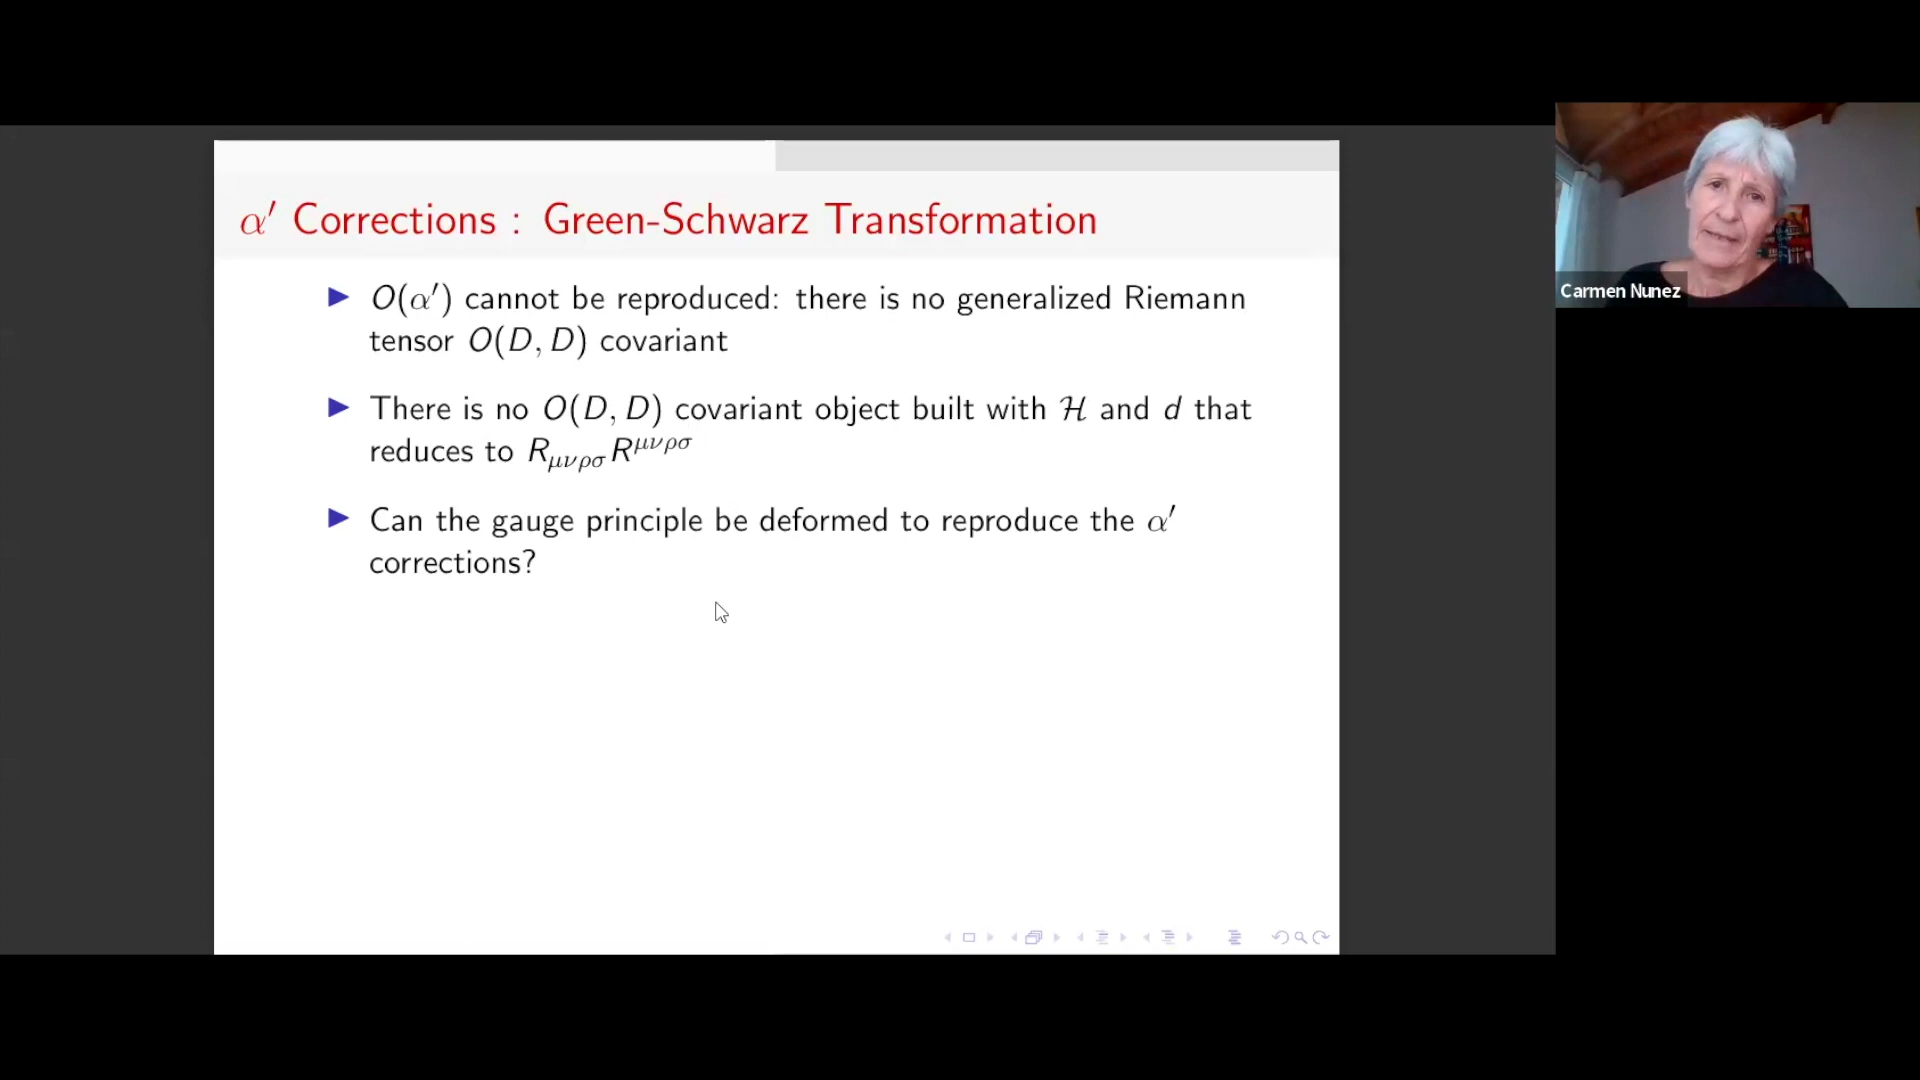 α′ Corrections : Green-Schwarz Transformation
O(α′) cannot be reproduced: there is no generalized Riemann
tensor O(D, D) covariant
There is no O(D, D) covariant object built with ℋ and d that
reduces to R_{μνρσ} R^{μνρσ}
Can the gauge principle be deformed to reproduce the α′
corrections?
Carmen Nunez